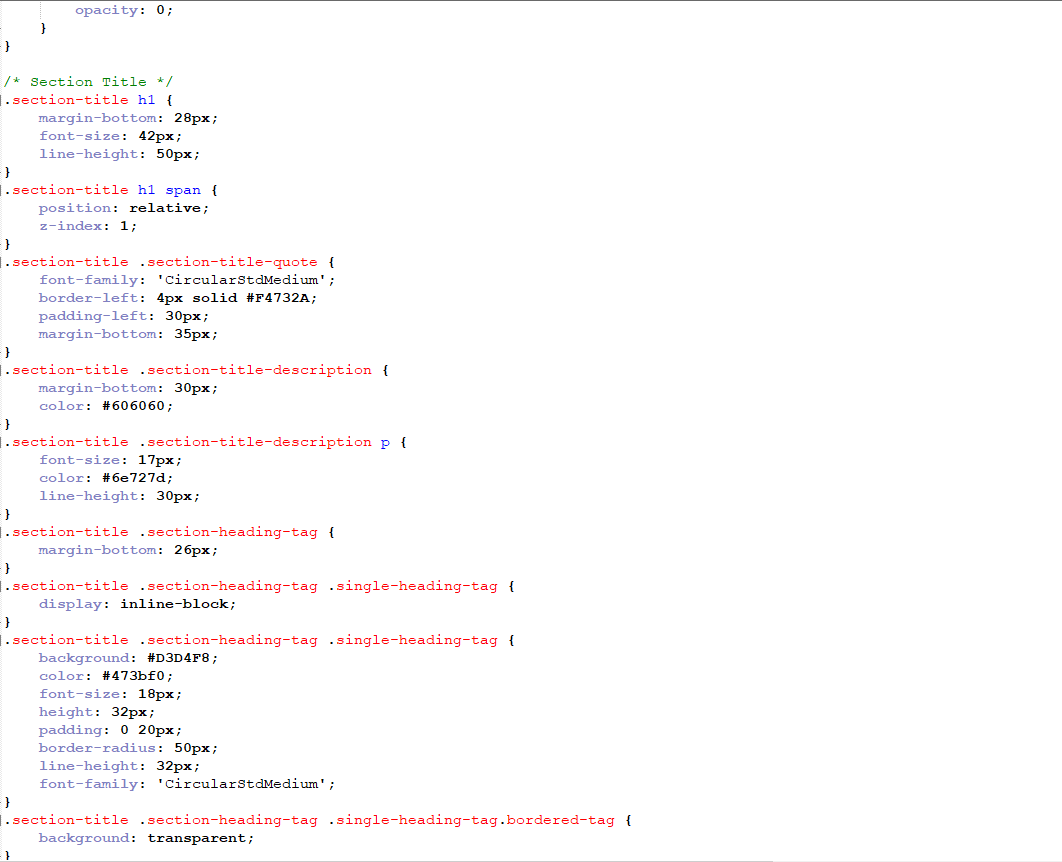 opacity: 0;
}
}
/* Section Title */
.section-title h1 {
margin-bottom: 28px;
font-size: 42px;
line-height: 50px;
}
.section-title h1 span {
position: relative;
z-index: 1;
}
.section-title .section-title-quote {
font-family: 'CircularStdMedium';
border-left: 4px solid #F4732A;
padding-left: 30px;
margin-bottom: 35px;
}
.section-title .section-title-description {
margin-bottom: 30px;
color: #606060;
}
.section-title .section-title-description p {
font-size: 17px;
color: #6e727d;
line-height: 30px;
}
.section-title .section-heading-tag {
margin-bottom: 26px;
}
.section-title .section-heading-tag .single-heading-tag {
display: inline-block;
}
.section-title .section-heading-tag .single-heading-tag {
background: #D3D4F8;
color: #473bf0;
font-size: 18px;
height: 32px;
padding: 0 20px;
border-radius: 50px;
line-height: 32px;
font-family: 'CircularStdMedium';
}
.section-title .section-heading-tag .single-heading-tag.bordered-tag {
background: transparent;
}